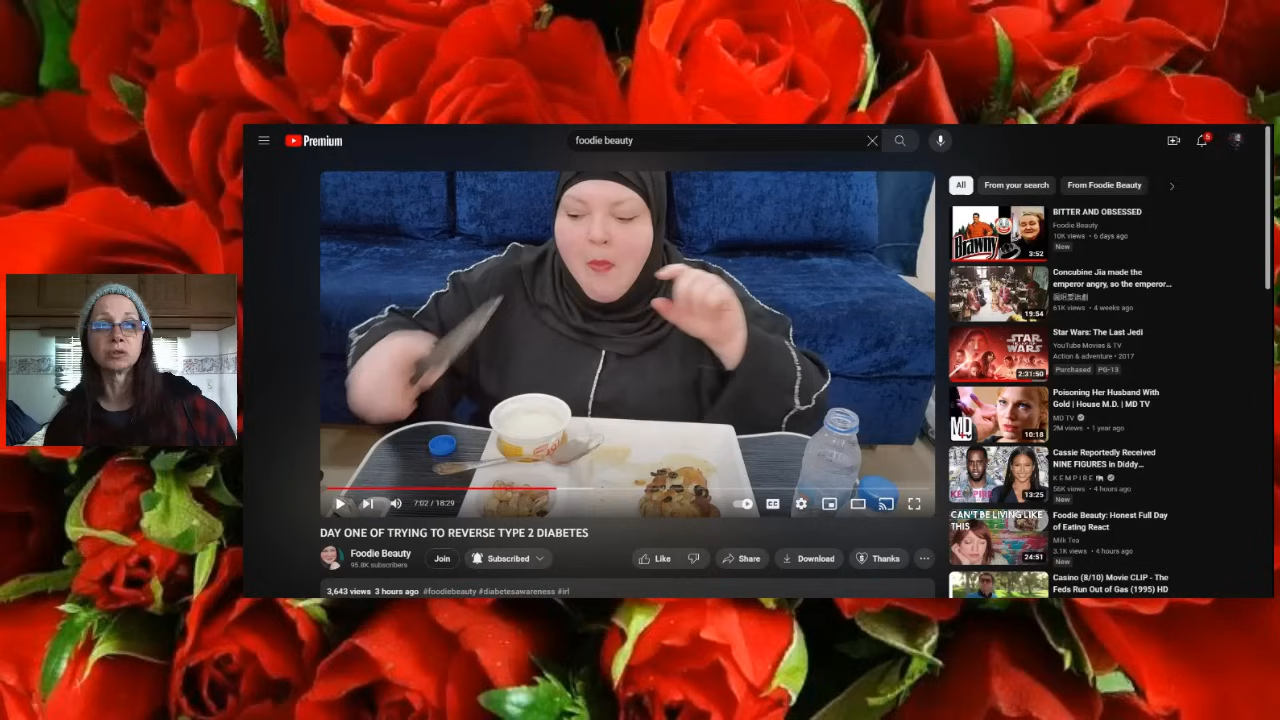 Premium
foodie beauty
5
7:02 / 18:29
CC
DAY ONE OF TRYING TO REVERSE TYPE 2 DIABETES
Foodie Beauty
95.8K subscribers
Join
Subscribed
Like
Share
Download
Thanks
3,643 views 3 hours ago #foodiebeauty #diabetesawareness #irl
All
From your search
From Foodie Beauty
Brawny
3:52
BITTER AND OBSESSED
Foodie Beauty
10K views • 6 days ago
New
19:54
Concubine Jia made the
emperor angry, so the emperor...
61K views • 4 weeks ago
STAR
WARS
2:31:50
Star Wars: The Last Jedi
YouTube Movies & TV
Action & adventure • 2017
Purchased PG-13
MD
10:18
Poisoning Her Husband With
Gold | House M.D. | MD TV
MD TV
2M views • 1 year ago
13:25
Cassie Reportedly Received
NINE FIGURES in Diddy...
KEMPIRE
56K views • 4 hours ago
New
CAN'T BE LIVING LIKE
THIS
24:51
Foodie Beauty: Honest Full Day
of Eating React
Milk Tea
3.1K views • 4 hours ago
New
Casino (8/10) Movie CLIP - The
Feds Run Out of Gas (1995) HD